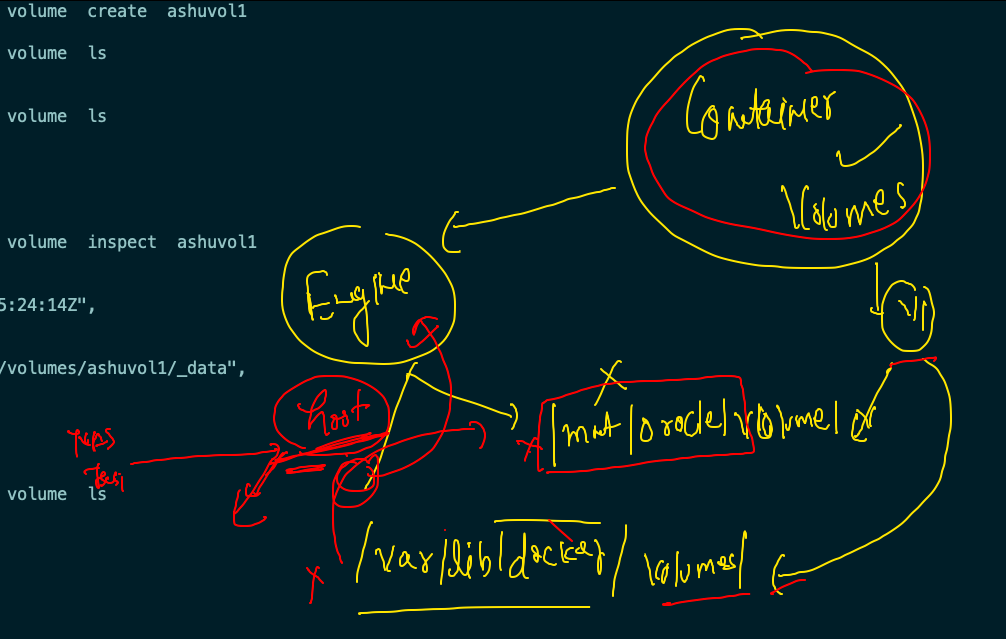 volume create ashuvol1
volume ls
volume ls
Container
Volumes
volume inspect ashuvol1
Engine
5:24:14Z",
/volumes/ashuvol1/_data",
host
/mnt/oracle/volume/
volume ls
/var/lib/docker/ volumes/